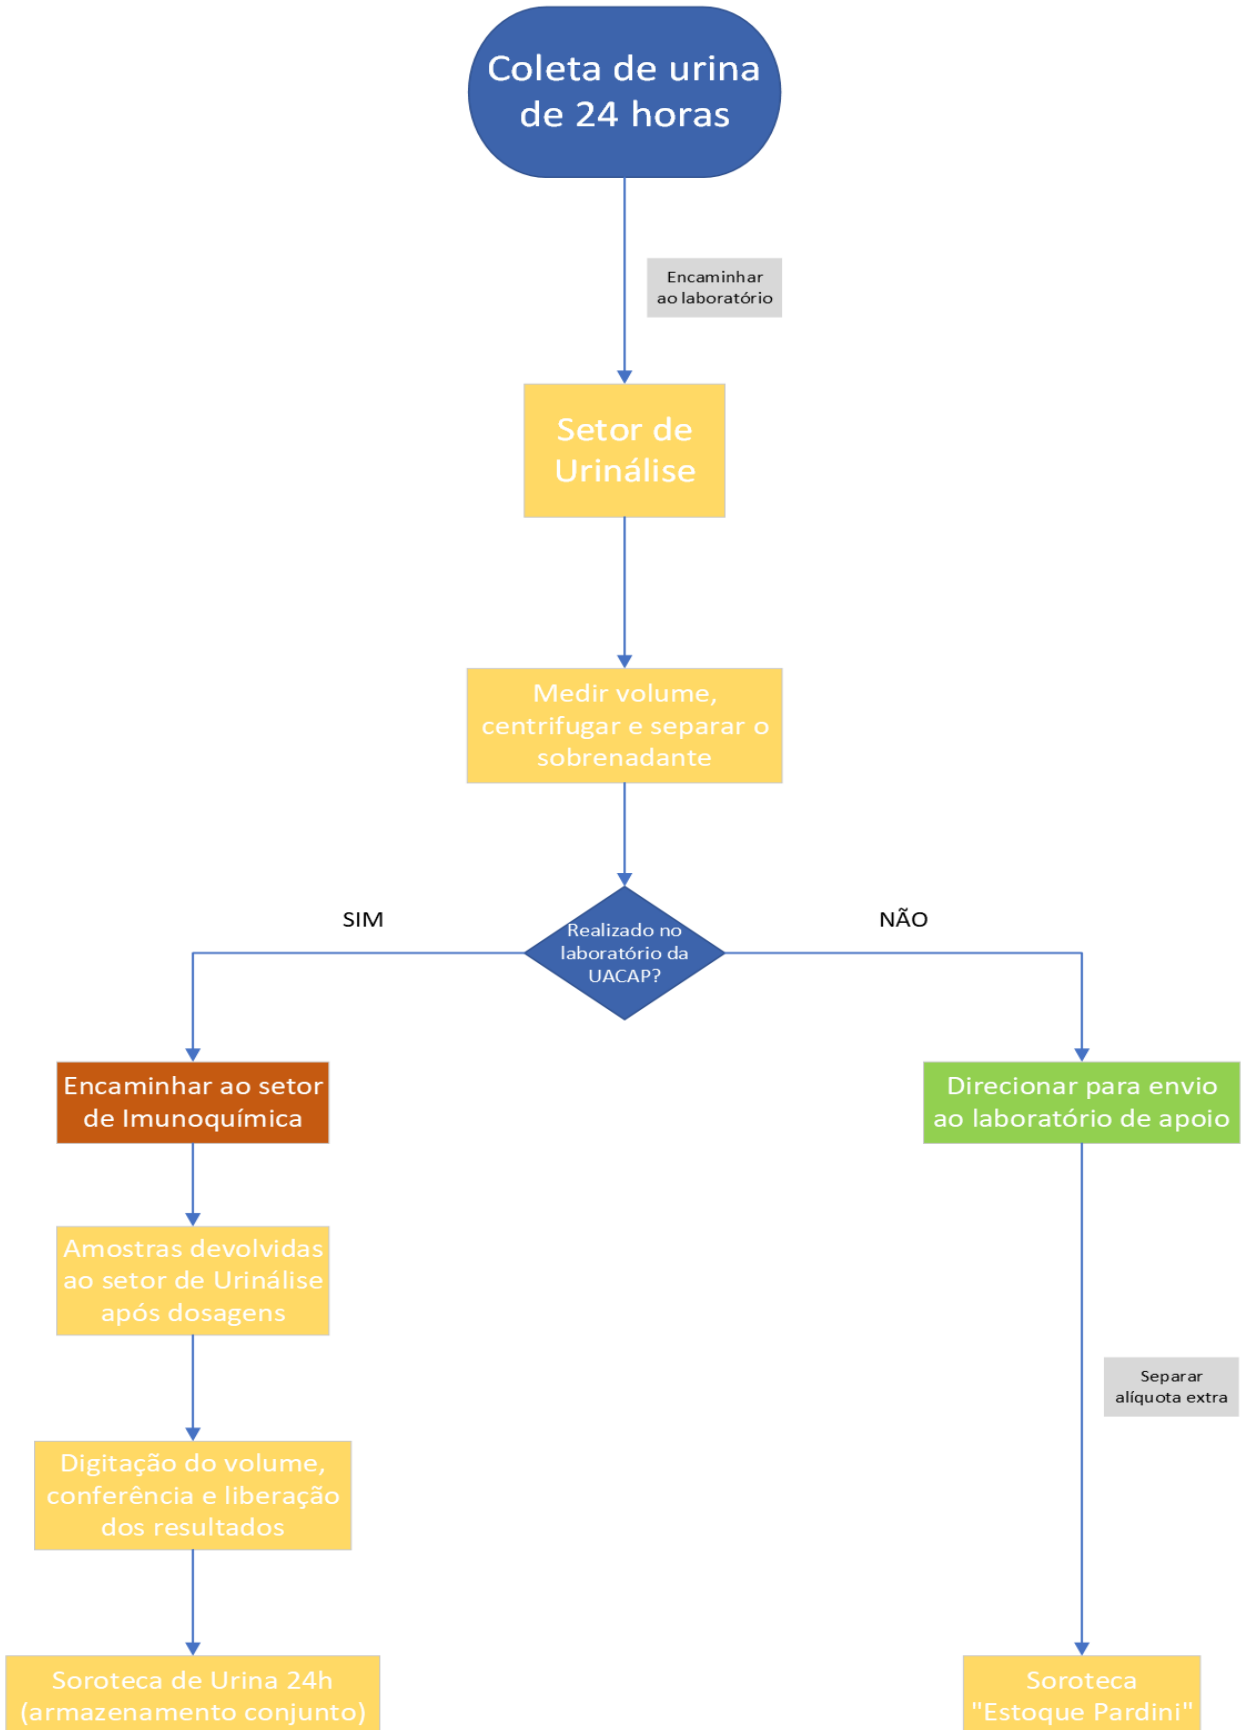 Coleta de urina
de 24 horas
Encaminhar
ao laboratório
Setor de
Urinálise
Medir volume,
centrifugar e separar o
sobrenadante
SIM
Realizado no
laboratório da
UACAP?
NÃO
Encaminhar ao setor
de Imunoquímica
Direcionar para envio
ao laboratório de apoio
Amostras devolvidas
ao setor de Urinálise
após dosagens
Separar
alíquota extra
Digitação do volume,
conferência e liberação
dos resultados
Soroteca de Urina 24h
(armazenamento conjunto)
Soroteca
"Estoque Pardini"